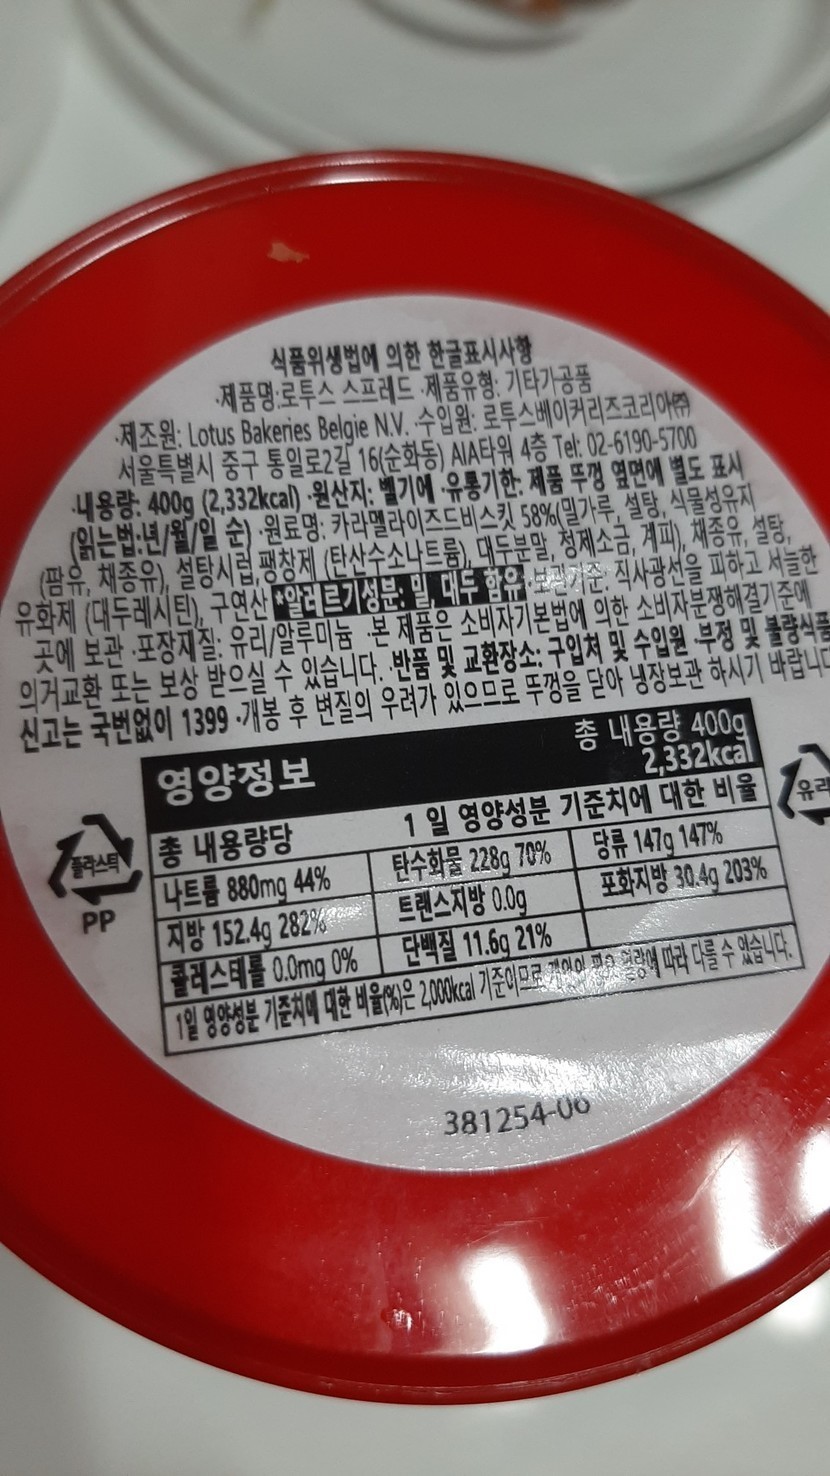 식품위생법에 의한 한글표시사항
·제품명:로투스 스프레드 ·제품유형: 기타가공품
·제조원: Lotus Bakeries Belgie N.V. ·수입원: 로투스베이커리즈코리아㈜
서울특별시 중구 통일로2길 16(순화동) AIA타워 4층 Tel: 02-6190-5700
·내용량: 400g (2,332kcal) ·원산지: 벨기에 ·유통기한: 제품 뚜껑 옆면에 별도 표시
(읽는법:년/월/일 순) ·원료명: 카라멜라이즈드비스킷 58%(밀가루, 설탕, 식물성유지
(팜유, 채종유), 설탕시럽,팽창제 (탄산수소나트륨), 대두분말, 정제소금, 계피), 채종유, 설탕,
유화제 (대두레시틴), 구연산 *알러르기성분: 밀, 대두 함유 ·보관기준: 직사광선을 피하고 서늘한
곳에 보관 ·포장재질: 유리/알루미늄 ·본 제품은 소비자기본법에 의한 소비자분쟁해결기준에
의거교환 또는 보상 받으실 수 있습니다. ·반품 및 교환장소: 구입처 및 수입원 ·부정 및 불량식품
신고는 국번없이 1399 ·개봉 후 변질의 우려가 있으므로 뚜껑을 닫아 냉장보관 하시기 바랍니다
영양정보
총 내용량 400g
2,332kcal
총 내용량당
1 일 영양성분 기준치에 대한 비율
나트륨 880mg 44% 탄수화물 228g 70% 당류 147g 147%
지방 152.4g 282% 트랜스지방 0.0g 포화지방 30.4g 203%
콜레스테롤 0.0mg 0% 단백질 11.6g 21%
1일 영양성분 기준치에 대한 비율(%)은 2,000kcal 기준이므로 개인의 필요 열량에 따라 다를 수 있습니다.
플라스틱
PP
유리
381254-06